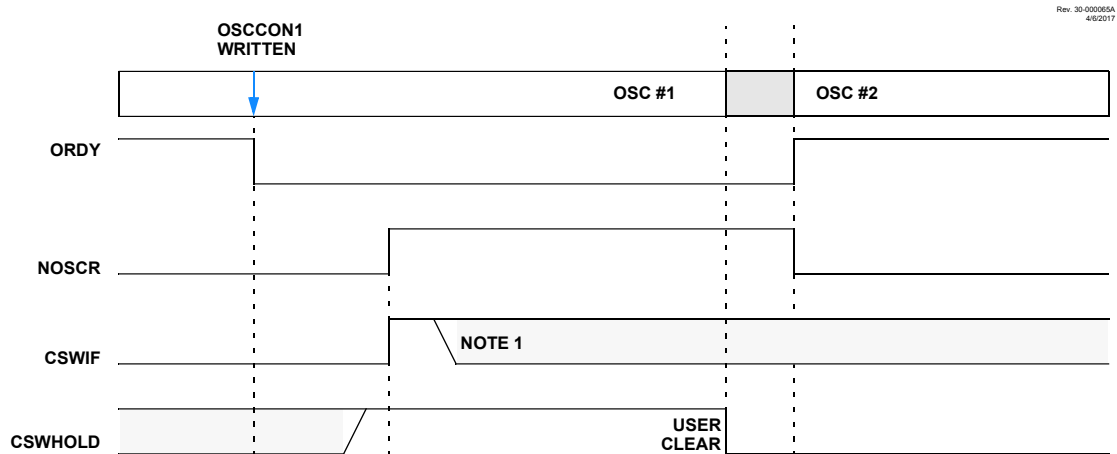 Rev. 30-000065A
4/6/2017
OSCCON1
WRITTEN
OSC #1
OSC #2
ORDY
NOSCR
CSWIF
NOTE 1
CSWHOLD
USER
CLEAR